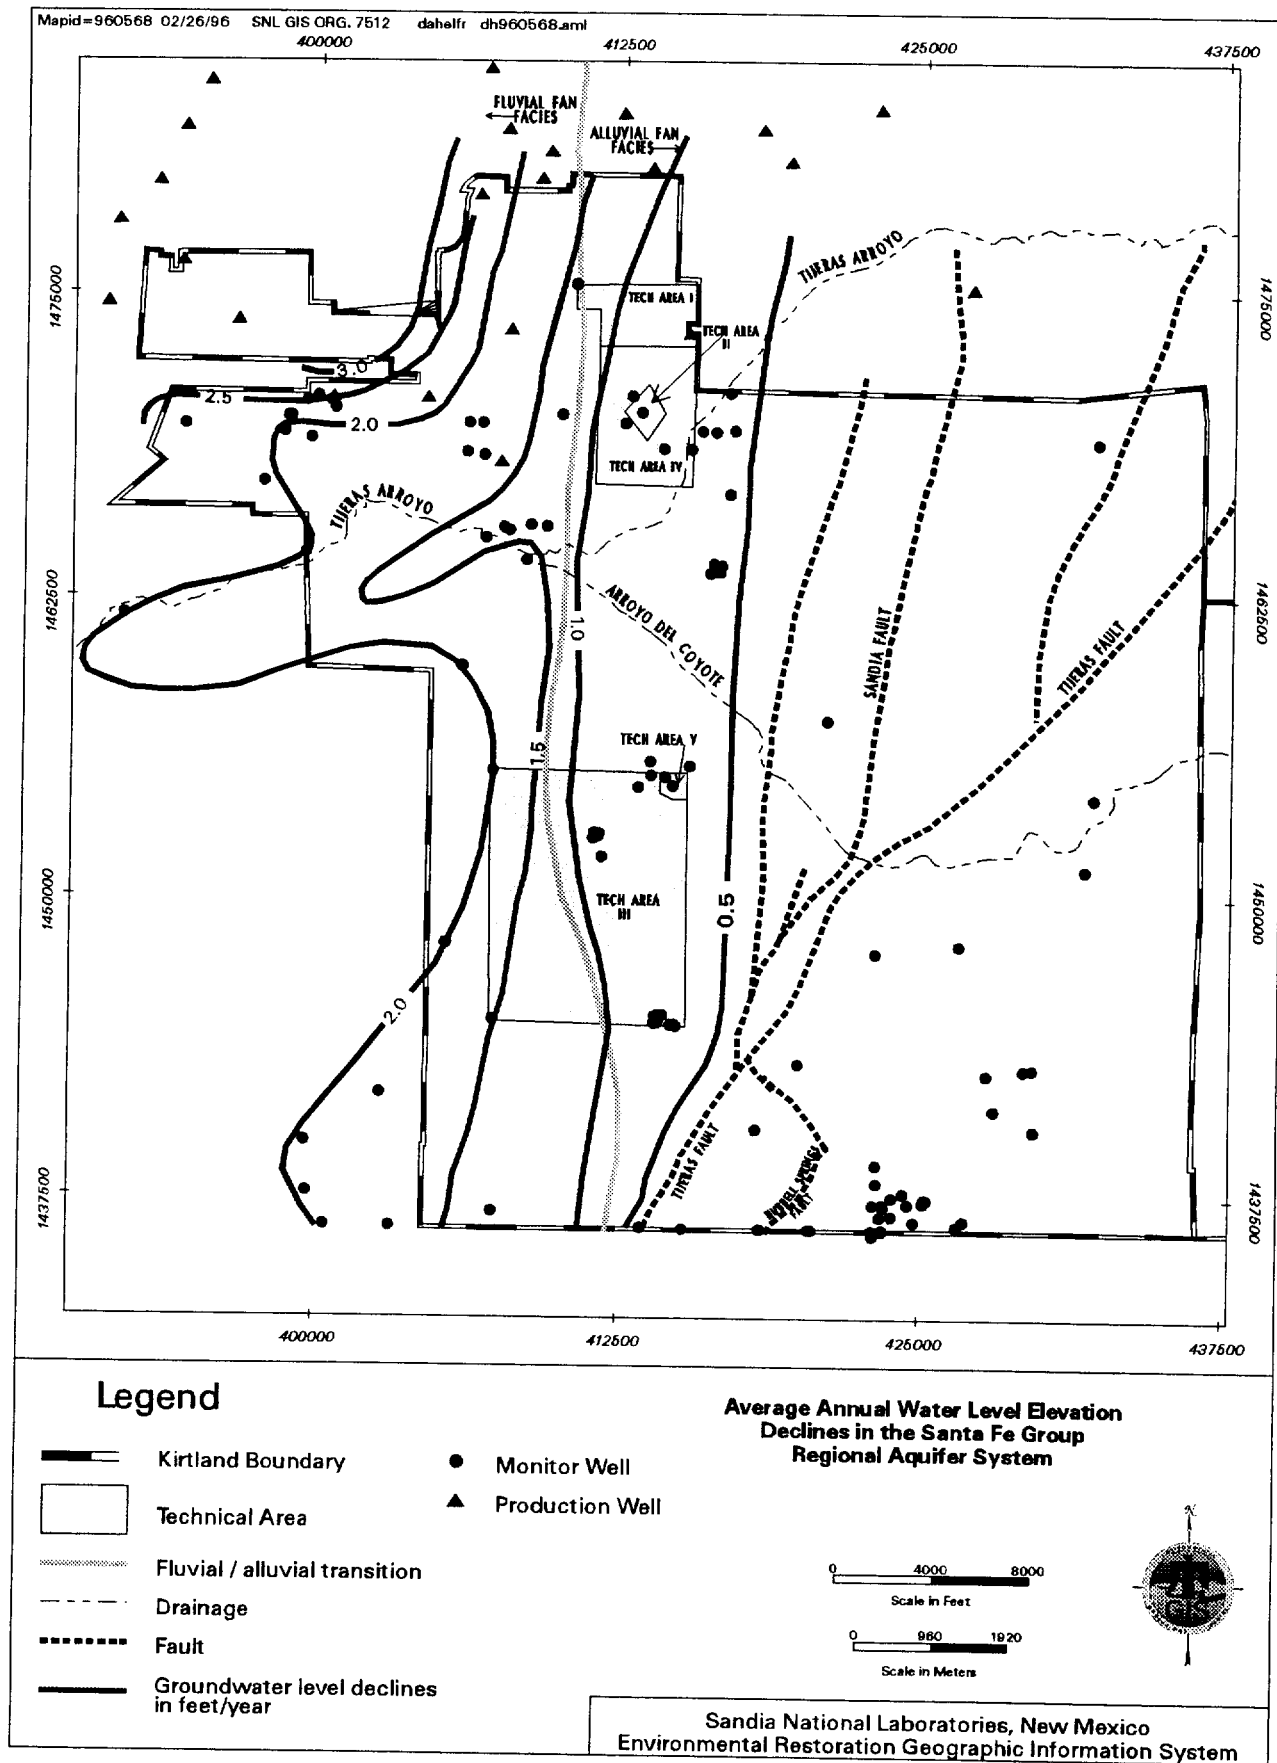 Mapid=960568 02/26/96 SNL GIS ORG. 7512 dahelfr dh960568.aml
400000 412500 425000 437500
FLUVIAL FAN
FACIES
ALLUVIAL FAN
FACIES
TIJERAS ARROYO
1475000
1475000
TECH AREA I
TECH AREA
II
3.0
2.5
2.0
TECH AREA IV
TIJERAS ARROYO
1462500
1462500
ARROYO DEL COYOTE
1.0
SANDIA FAULT
TIJERAS FAULT
TECH AREA V
1.5
TECH AREA
III
0.5
1450000
1450000
2.0
TIJERAS FAULT
HUBBELL SPRINGS
FAULT
1437500
1437500
400000 412500 425000 437500
Legend
Kirtland Boundary
Technical Area
Fluvial / alluvial transition
Drainage
Fault
Groundwater level declines
in feet/year
Monitor Well
Production Well
Average Annual Water Level Elevation
Declines in the Santa Fe Group
Regional Aquifer System
0 4000 8000
Scale in Feet
0 960 1920
Scale in Meters
N
GIS
Sandia National Laboratories, New Mexico
Environmental Restoration Geographic Information System